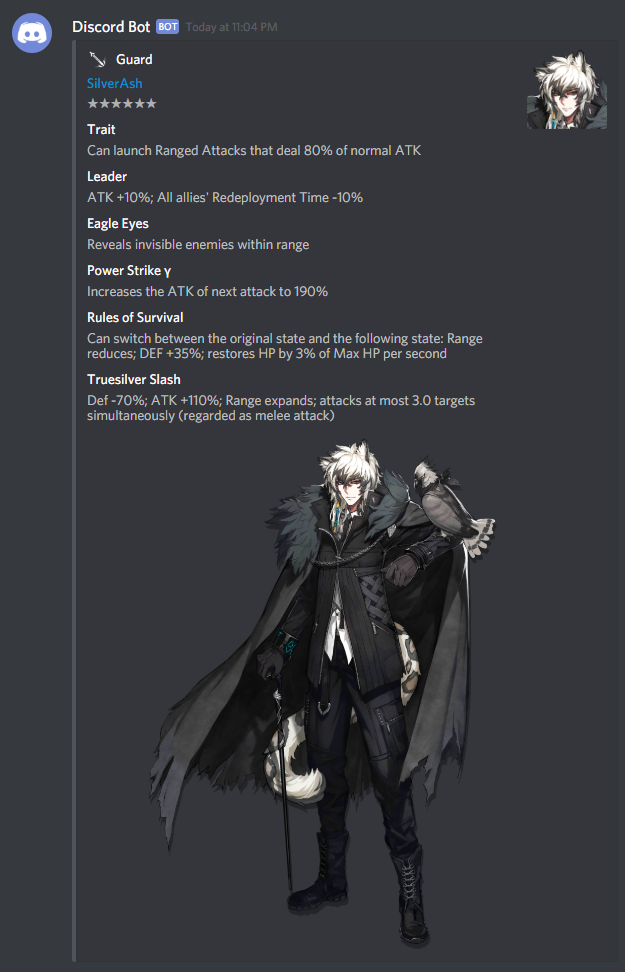 Discord Bot BOT Today at 11:04 PM
Guard
SilverAsh
★★★★★★
Trait
Can launch Ranged Attacks that deal 80% of normal ATK
Leader
ATK +10%; All allies' Redeployment Time -10%
Eagle Eyes
Reveals invisible enemies within range
Power Strike γ
Increases the ATK of next attack to 190%
Rules of Survival
Can switch between the original state and the following state: Range
reduces; DEF +35%; restores HP by 3% of Max HP per second
Truesilver Slash
Def -70%; ATK +110%; Range expands; attacks at most 3.0 targets
simultaneously (regarded as melee attack)